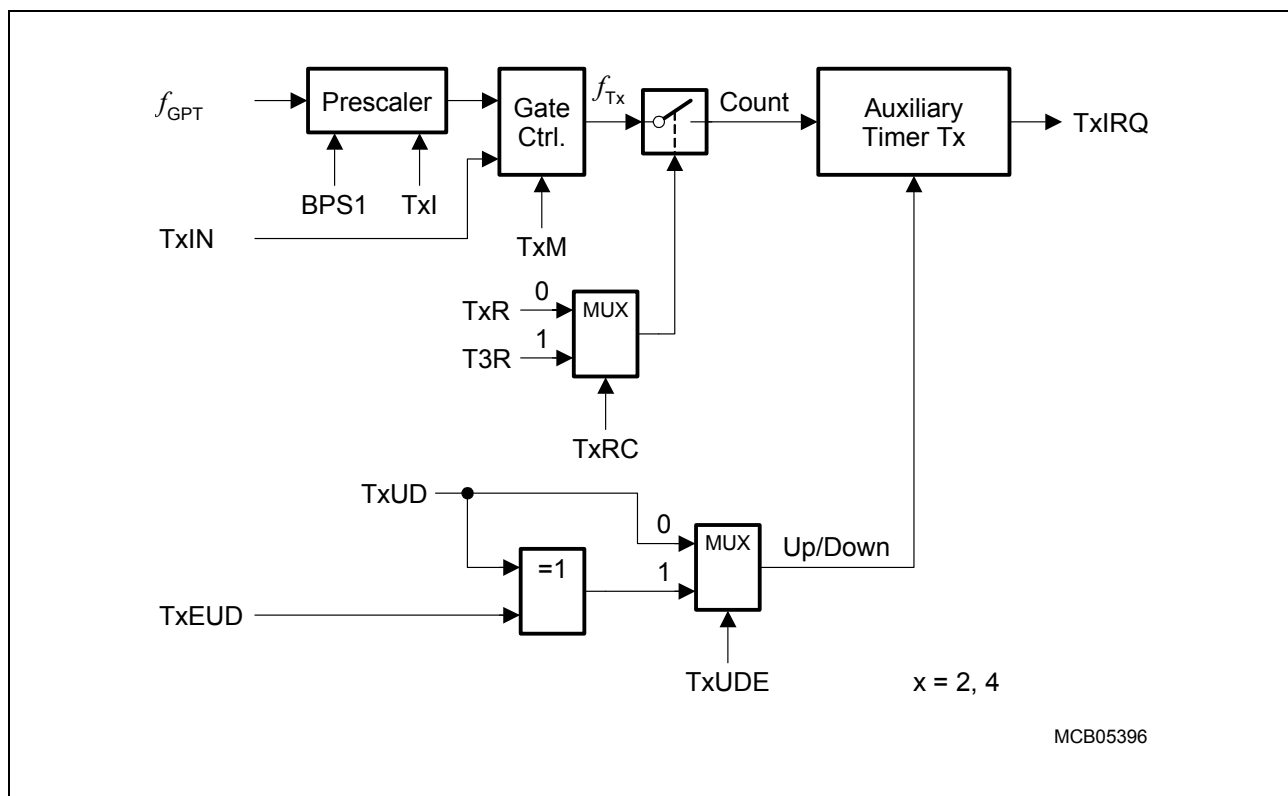 f_GPT
Prescaler
Gate
Ctrl.
f_Tx
Count
Auxiliary
Timer Tx
TxIRQ
BPS1
TxI
TxIN
TxM
TxR
0
MUX
T3R
1
TxRC
TxUD
0
MUX
Up/Down
=1
1
TxEUD
TxUDE
x = 2, 4
MCB05396